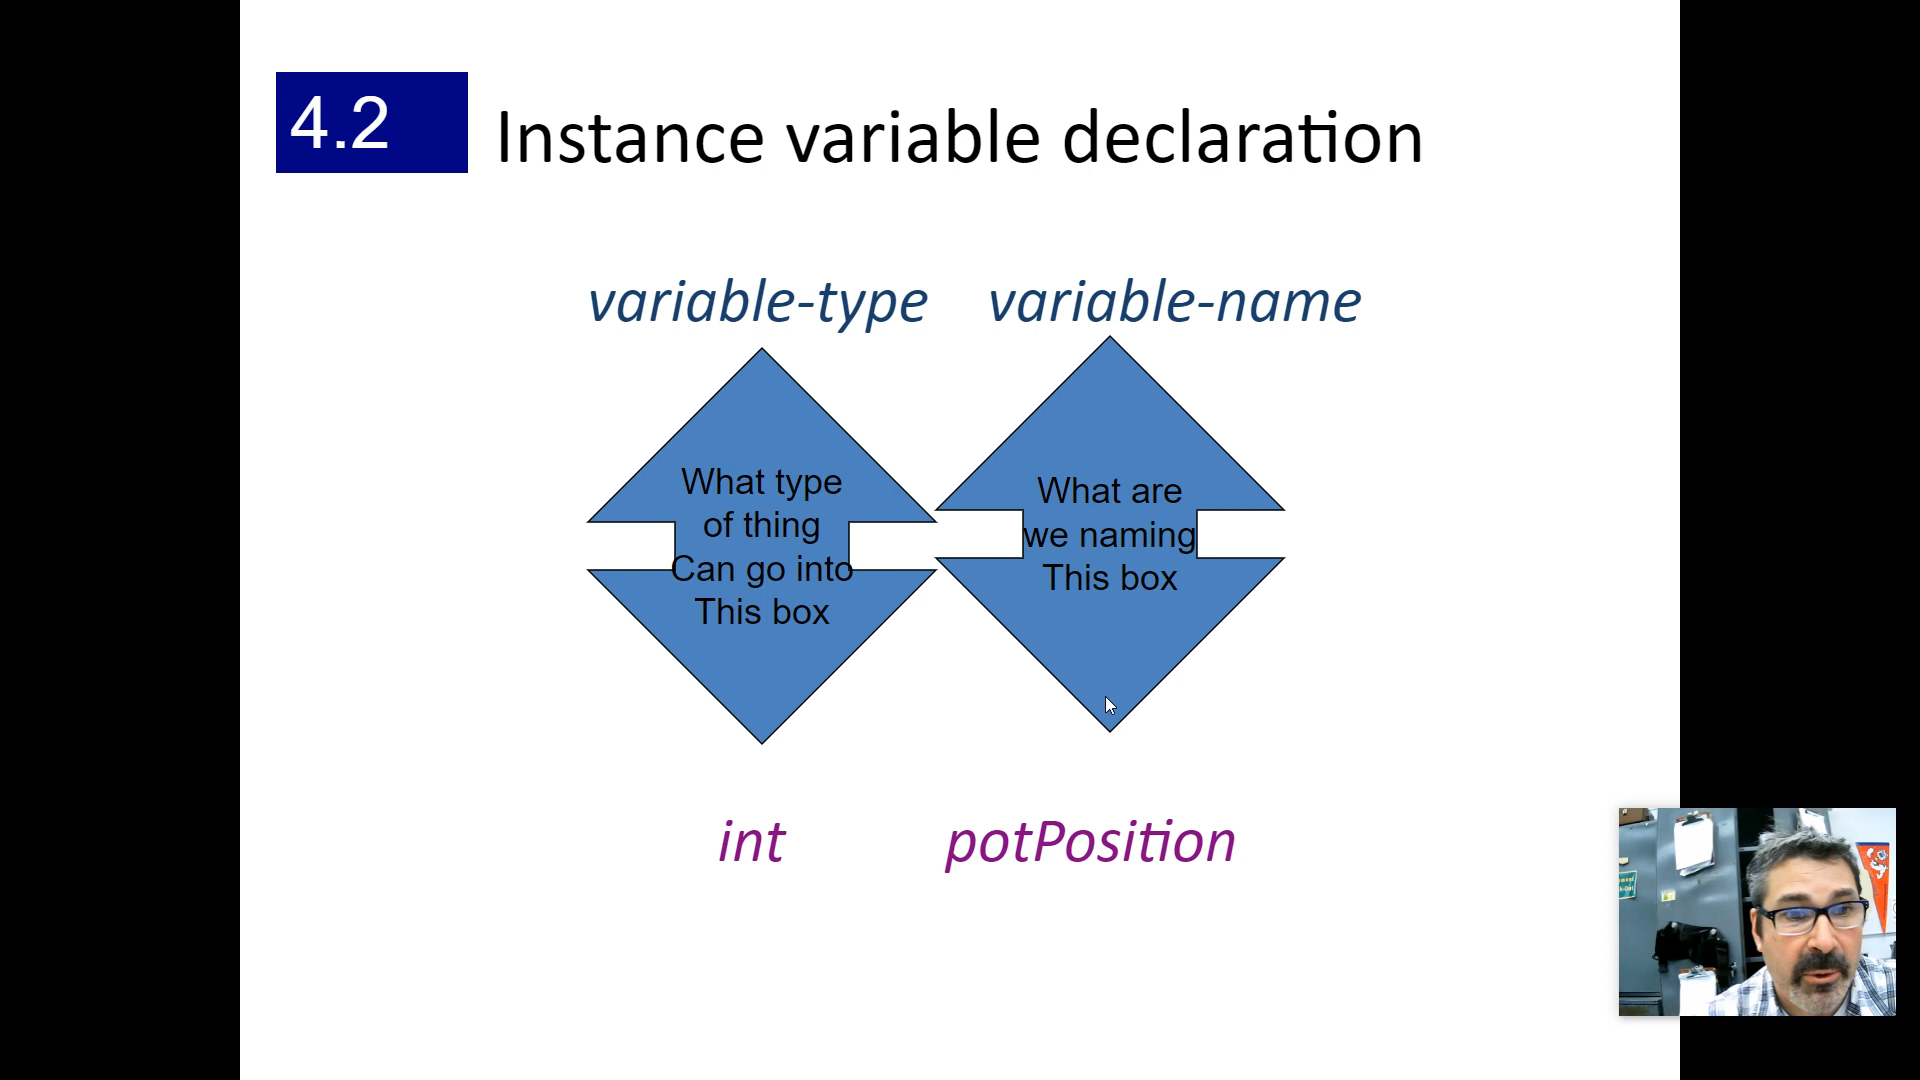 4.2
Instance variable declaration
variable-type variable-name
What type
of thing
Can go into
This box
What are
we naming
This box
int potPosition